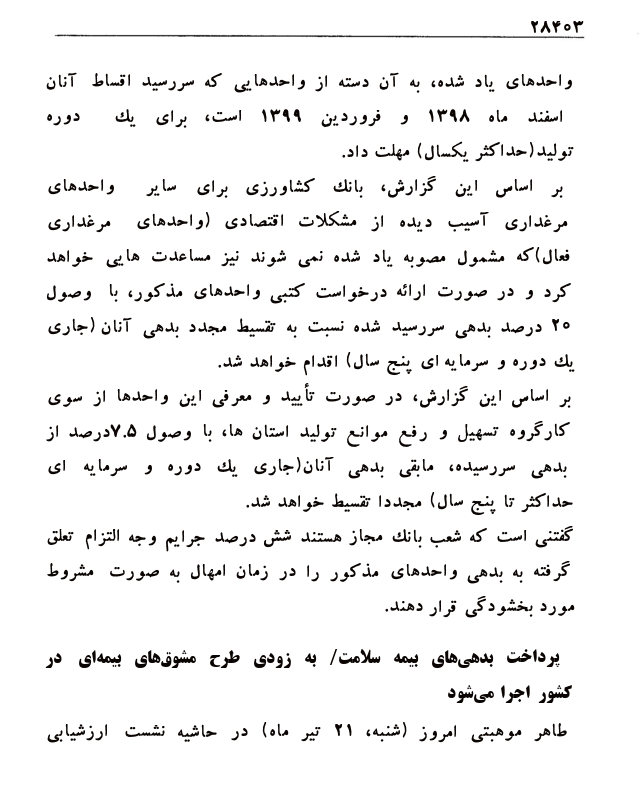 ۲۸۴۰۳
واحدهای یاد شده، به آن دسته از واحدهایی که سررسید اقساط آنان
اسفند ماه ۱۳۹۸ و فروردین ۱۳۹۹ است، برای یك دوره
تولید(حداکثر یکسال) مهلت داد.
بر اساس این گزارش، بانك کشاورزی برای سایر واحدهای
مرغداری آسیب دیده از مشکلات اقتصادی (واحدهای مرغداری
فعال)که مشمول مصوبه یاد شده نمی شوند نیز مساعدت هایی خواهد
کرد و در صورت ارائه درخواست کتبی واحدهای مذکور، با وصول
۲۰ درصد بدهی سررسید شده نسبت به تقسیط مجدد بدهی آنان (جاری
یك دوره و سرمایه ای پنج سال) اقدام خواهد شد.
بر اساس این گزارش، در صورت تأیید و معرفی این واحدها از سوی
کارگروه تسهیل و رفع موانع تولید استان ها، با وصول ۷.۵درصد از
بدهی سررسیده، مابقی بدهی آنان(جاری یك دوره و سرمایه ای
حداکثر تا پنج سال) مجددا تقسیط خواهد شد.
گفتنی است که شعب بانك مجاز هستند شش درصد جرایم وجه التزام تعلق
گرفته به بدهی واحدهای مذکور را در زمان امهال به صورت مشروط
مورد بخشودگی قرار دهند.
پرداخت بدهی‌های بیمه سلامت/ به زودی طرح مشوق‌های بیمه‌ای در
کشور اجرا می‌شود
طاهر موهبتی امروز (شنبه، ۲۱ تیر ماه) در حاشیه نشست ارزشیابی